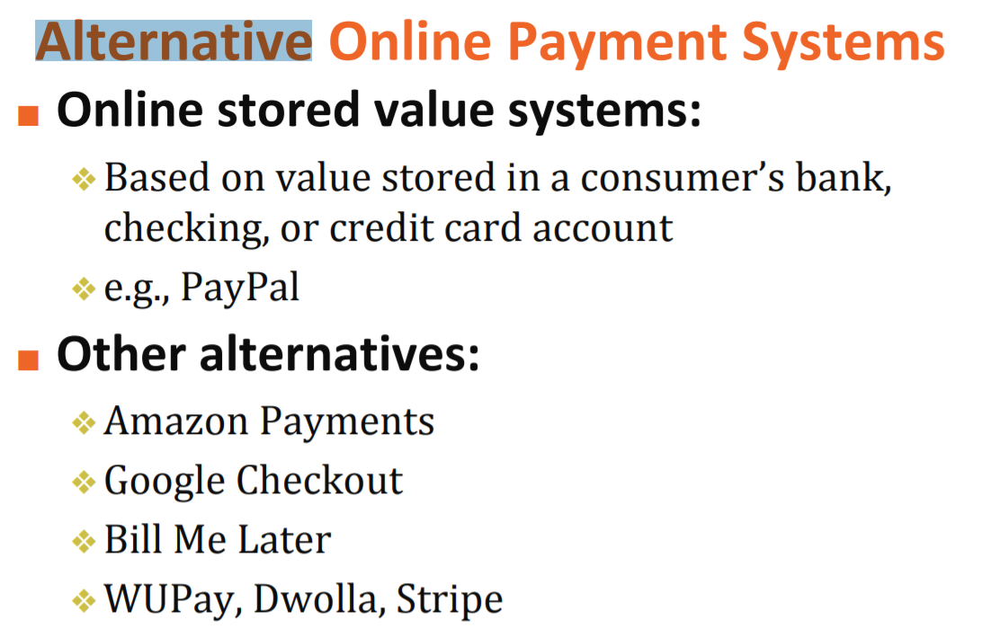 Alternative Online Payment Systems
Online stored value systems:
Based on value stored in a consumer’s bank,
checking, or credit card account
e.g., PayPal
Other alternatives:
Amazon Payments
Google Checkout
Bill Me Later
WUPay, Dwolla, Stripe